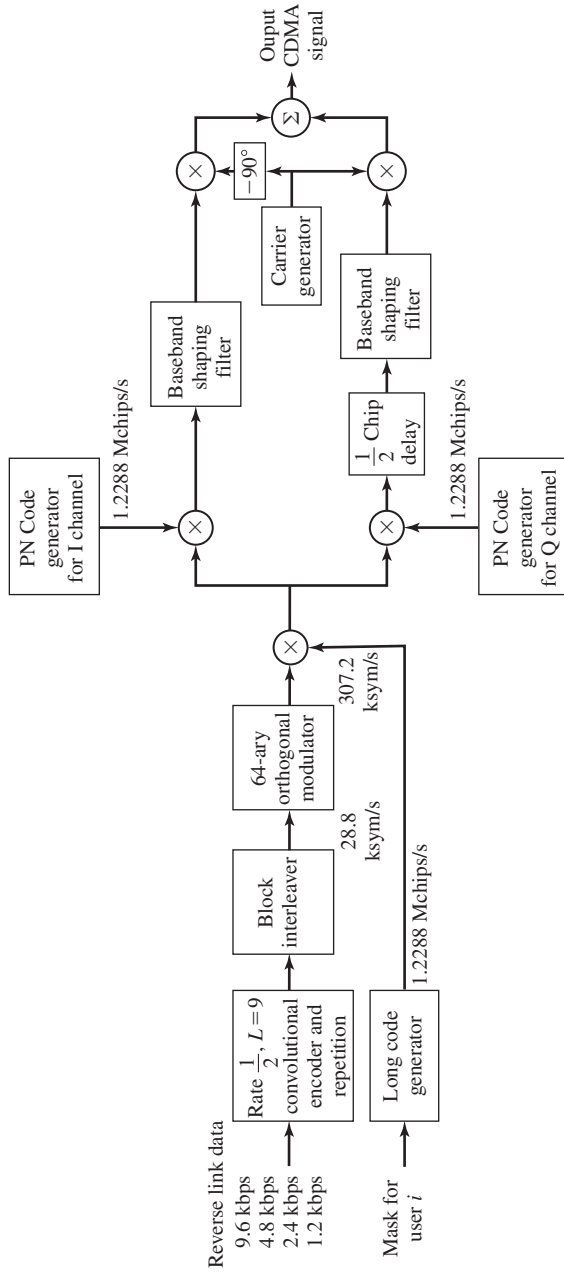 Reverse link data
9.6 kbps
4.8 kbps
2.4 kbps
1.2 kbps
Rate 1/2, L = 9
convolutional
encoder and
repetition
Block
interleaver
28.8
ksym/s
64-ary
orthogonal
modulator
307.2
ksym/s
×
Mask for
user i
Long code
generator
1.2288 Mchips/s
PN Code
generator
for I channel
1.2288 Mchips/s
×
Baseband
shaping
filter
×
−90°
Carrier
generator
Σ
Ouput
CDMA
signal
×
1/2 Chip
delay
Baseband
shaping
filter
×
1.2288 Mchips/s
PN Code
generator
for Q channel